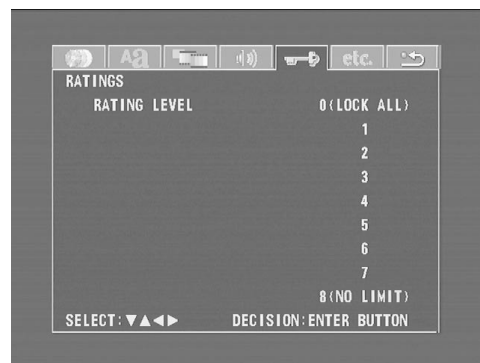 Aa etc.
RATINGS
RATING LEVEL 0(LOCK ALL)
1
2
3
4
5
6
7
8(NO LIMIT)
SELECT:▼▲◀▶ DECISION:ENTER BUTTON